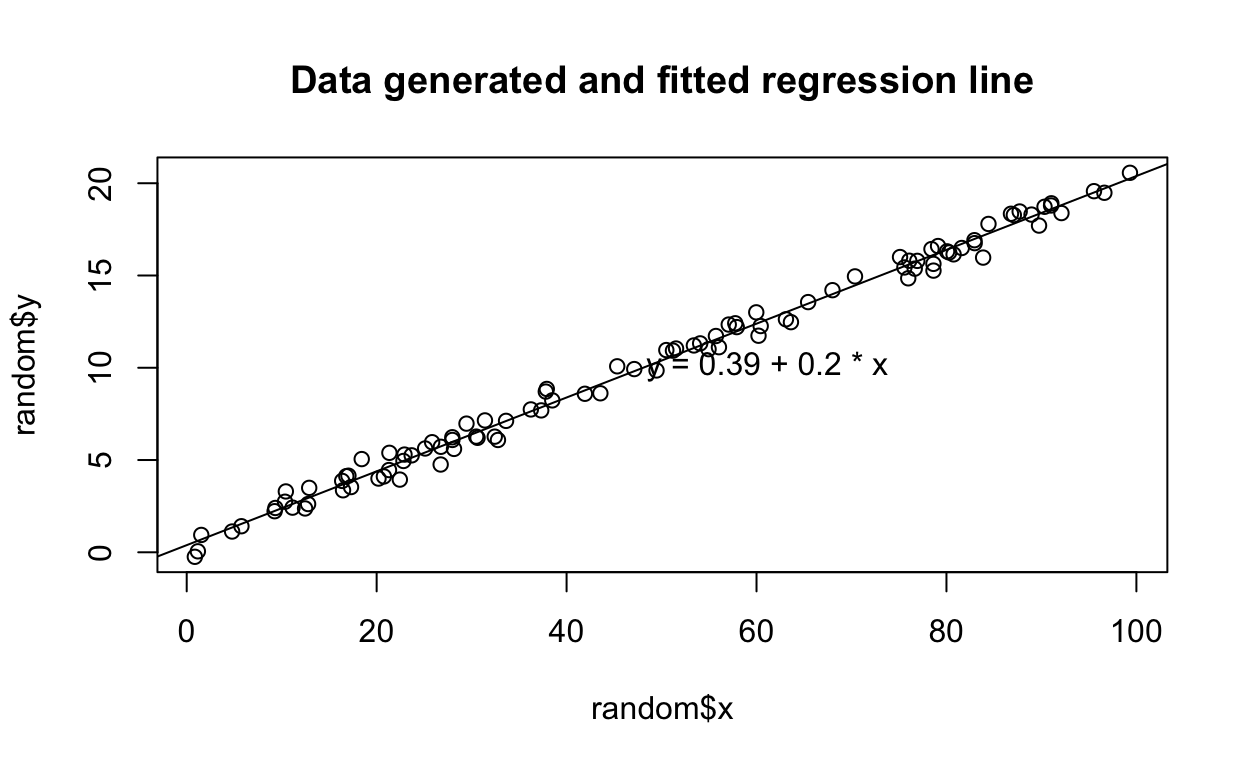 Data generated and fitted regression line
random$y
20
15
10
5
0
y = 0.39 + 0.2 * x
0 20 40 60 80 100
random$x